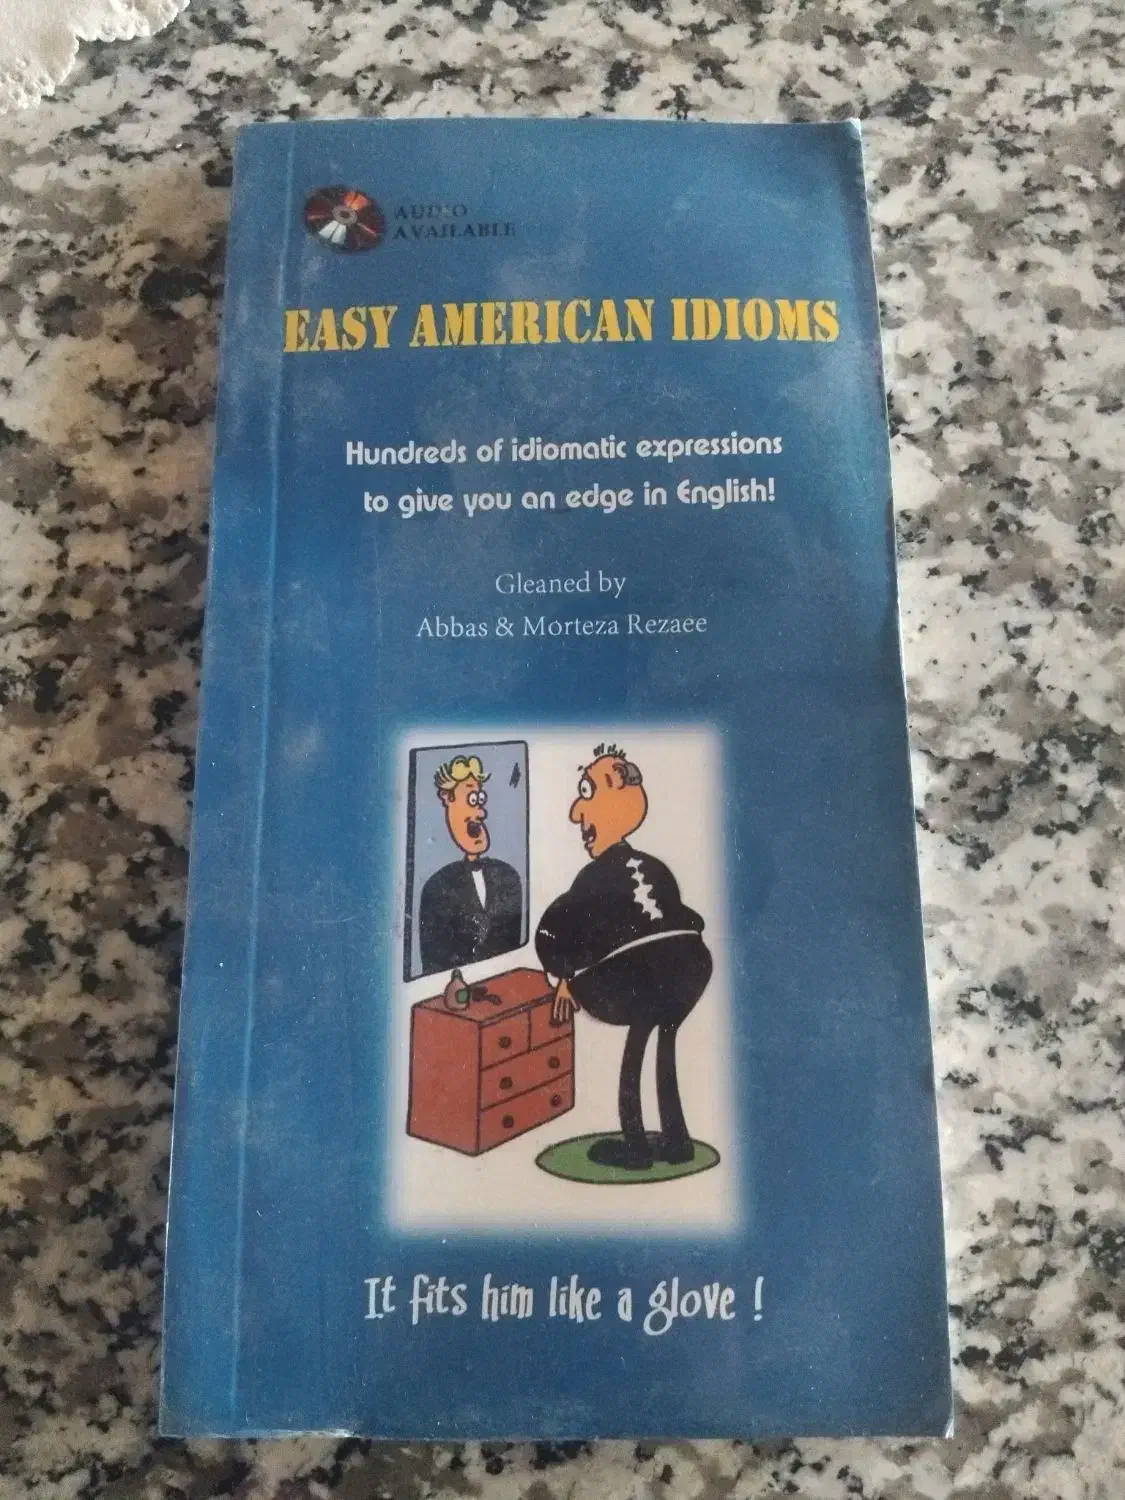 AUDIO
AVAILABLE
EASY AMERICAN IDIOMS
Hundreds of idiomatic expressions
to give you an edge in English!
Gleaned by
Abbas & Morteza Rezaee
It fits him like a glove !